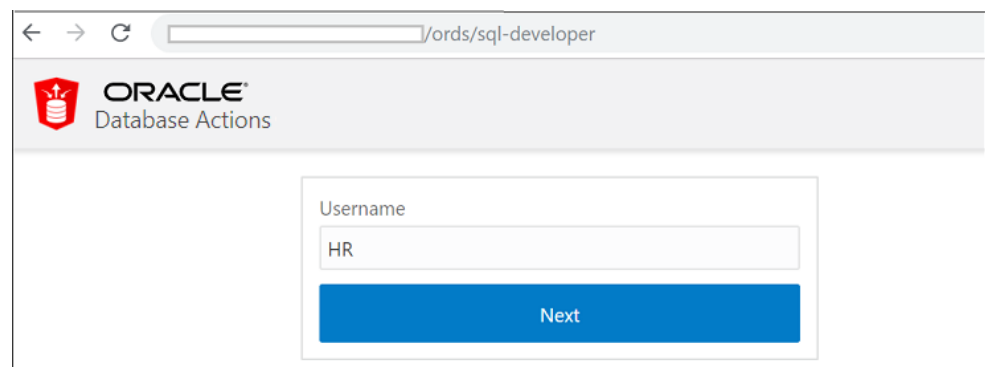 /ords/sql-developer
ORACLE®
Database Actions
Username
HR
Next